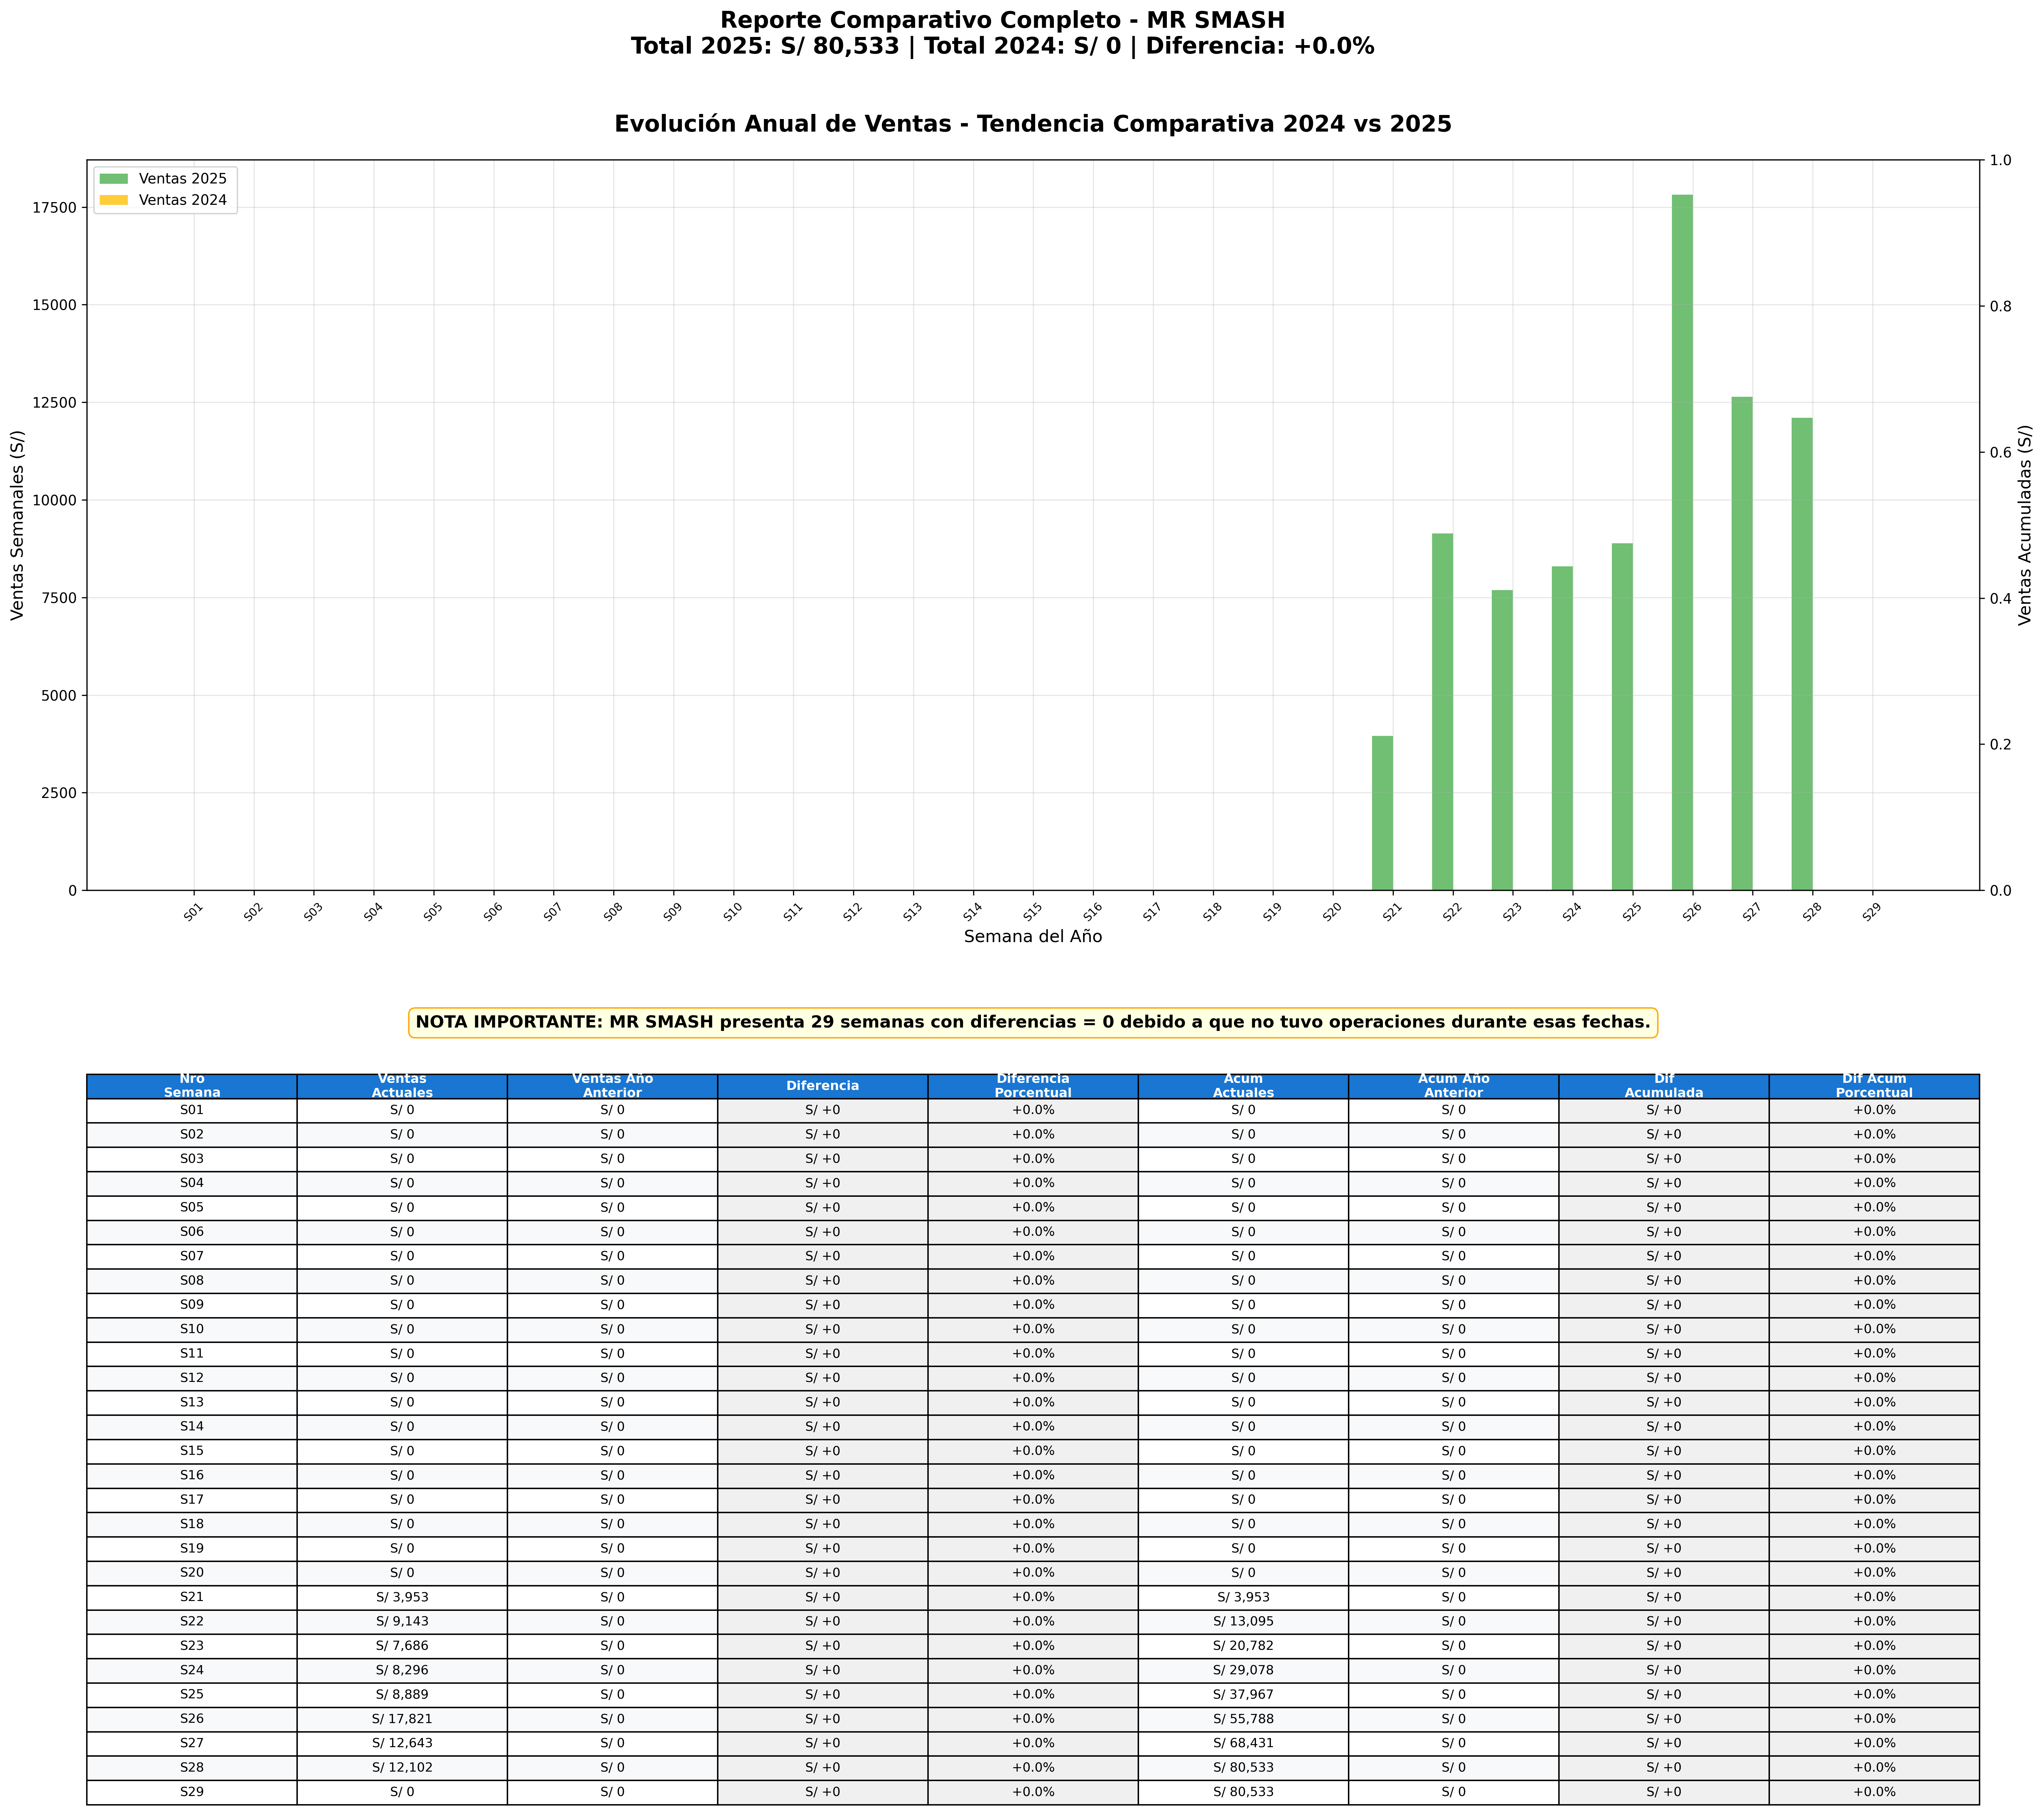 Reporte Comparativo Completo - MR SMASH
Total 2025: S/ 80,533 | Total 2024: S/ 0 | Diferencia: +0.0%
Evolución Anual de Ventas - Tendencia Comparativa 2024 vs 2025
Ventas 2025
Ventas 2024
Ventas Semanales (S/)
17500
15000
12500
10000
7500
5000
2500
0
1.0
0.8
0.6
0.4
0.2
0.0
Ventas Acumuladas (S/)
S01 S02 S03 S04 S05 S06 S07 S08 S09 S10 S11 S12 S13 S14 S15 S16 S17 S18 S19 S20 S21 S22 S23 S24 S25 S26 S27 S28 S29
Semana del Año
NOTA IMPORTANTE: MR SMASH presenta 29 semanas con diferencias = 0 debido a que no tuvo operaciones durante esas fechas.
Nro Semana Ventas Actuales Ventas Año Anterior Diferencia Diferencia Porcentual Acum Actuales Acum Año Anterior Dif Acumulada Dif Acum Porcentual
S01 S/ 0 S/ 0 S/ +0 +0.0% S/ 0 S/ 0 S/ +0 +0.0%
S02 S/ 0 S/ 0 S/ +0 +0.0% S/ 0 S/ 0 S/ +0 +0.0%
S03 S/ 0 S/ 0 S/ +0 +0.0% S/ 0 S/ 0 S/ +0 +0.0%
S04 S/ 0 S/ 0 S/ +0 +0.0% S/ 0 S/ 0 S/ +0 +0.0%
S05 S/ 0 S/ 0 S/ +0 +0.0% S/ 0 S/ 0 S/ +0 +0.0%
S06 S/ 0 S/ 0 S/ +0 +0.0% S/ 0 S/ 0 S/ +0 +0.0%
S07 S/ 0 S/ 0 S/ +0 +0.0% S/ 0 S/ 0 S/ +0 +0.0%
S08 S/ 0 S/ 0 S/ +0 +0.0% S/ 0 S/ 0 S/ +0 +0.0%
S09 S/ 0 S/ 0 S/ +0 +0.0% S/ 0 S/ 0 S/ +0 +0.0%
S10 S/ 0 S/ 0 S/ +0 +0.0% S/ 0 S/ 0 S/ +0 +0.0%
S11 S/ 0 S/ 0 S/ +0 +0.0% S/ 0 S/ 0 S/ +0 +0.0%
S12 S/ 0 S/ 0 S/ +0 +0.0% S/ 0 S/ 0 S/ +0 +0.0%
S13 S/ 0 S/ 0 S/ +0 +0.0% S/ 0 S/ 0 S/ +0 +0.0%
S14 S/ 0 S/ 0 S/ +0 +0.0% S/ 0 S/ 0 S/ +0 +0.0%
S15 S/ 0 S/ 0 S/ +0 +0.0% S/ 0 S/ 0 S/ +0 +0.0%
S16 S/ 0 S/ 0 S/ +0 +0.0% S/ 0 S/ 0 S/ +0 +0.0%
S17 S/ 0 S/ 0 S/ +0 +0.0% S/ 0 S/ 0 S/ +0 +0.0%
S18 S/ 0 S/ 0 S/ +0 +0.0% S/ 0 S/ 0 S/ +0 +0.0%
S19 S/ 0 S/ 0 S/ +0 +0.0% S/ 0 S/ 0 S/ +0 +0.0%
S20 S/ 0 S/ 0 S/ +0 +0.0% S/ 0 S/ 0 S/ +0 +0.0%
S21 S/ 3,953 S/ 0 S/ +0 +0.0% S/ 3,953 S/ 0 S/ +0 +0.0%
S22 S/ 9,143 S/ 0 S/ +0 +0.0% S/ 13,095 S/ 0 S/ +0 +0.0%
S23 S/ 7,686 S/ 0 S/ +0 +0.0% S/ 20,782 S/ 0 S/ +0 +0.0%
S24 S/ 8,296 S/ 0 S/ +0 +0.0% S/ 29,078 S/ 0 S/ +0 +0.0%
S25 S/ 8,889 S/ 0 S/ +0 +0.0% S/ 37,967 S/ 0 S/ +0 +0.0%
S26 S/ 17,821 S/ 0 S/ +0 +0.0% S/ 55,788 S/ 0 S/ +0 +0.0%
S27 S/ 12,643 S/ 0 S/ +0 +0.0% S/ 68,431 S/ 0 S/ +0 +0.0%
S28 S/ 12,102 S/ 0 S/ +0 +0.0% S/ 80,533 S/ 0 S/ +0 +0.0%
S29 S/ 0 S/ 0 S/ +0 +0.0% S/ 80,533 S/ 0 S/ +0 +0.0%